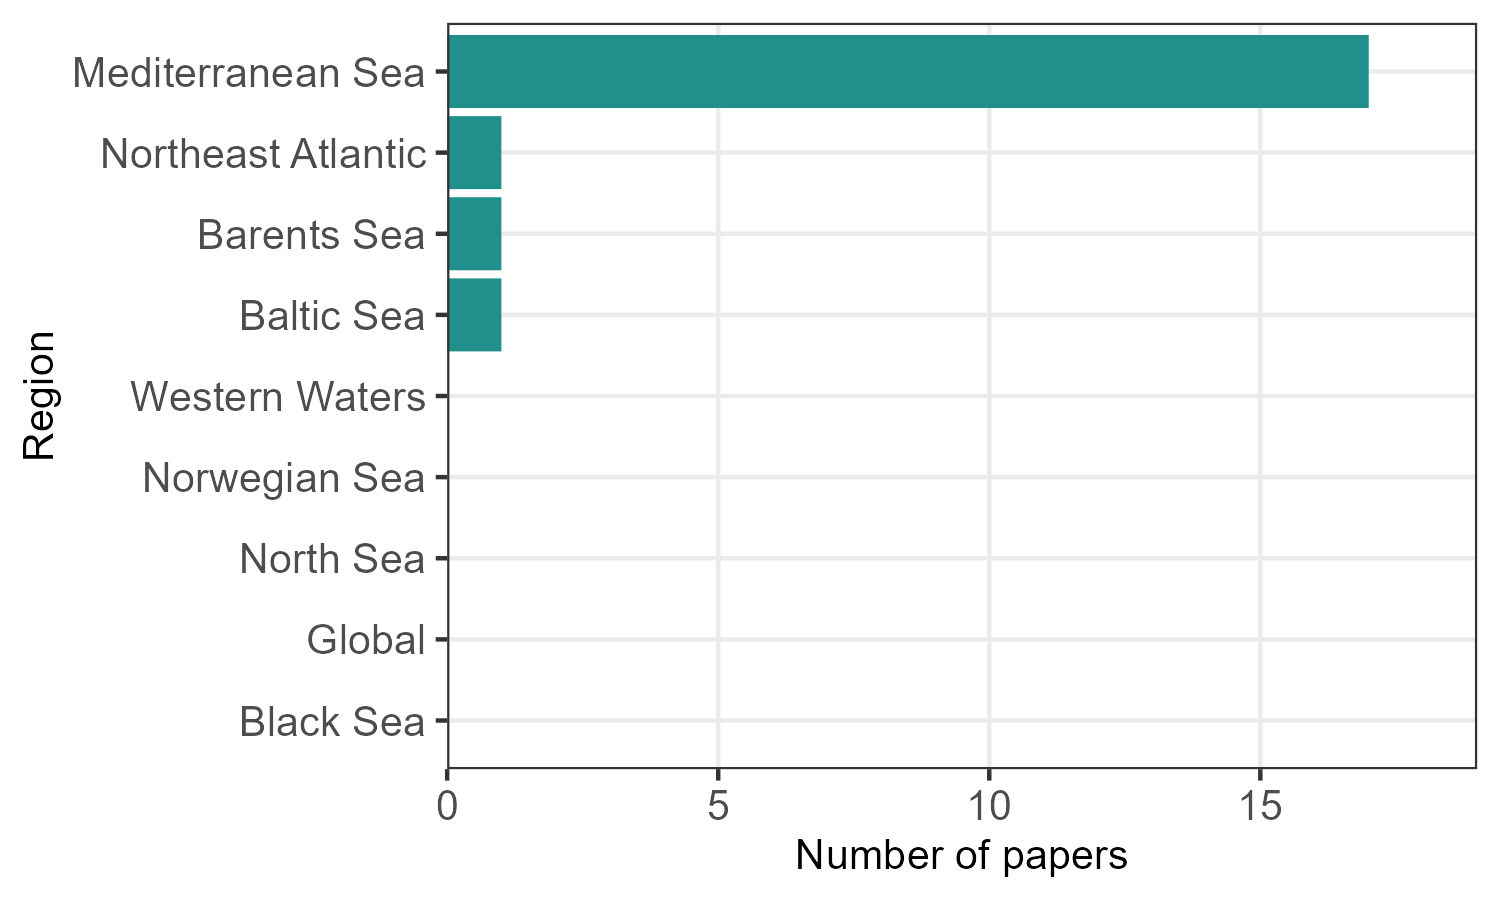 Mediterranean Sea
Northeast Atlantic
Barents Sea
Baltic Sea
Western Waters
Norwegian Sea
North Sea
Global
Black Sea
Region
0 5 10 15
Number of papers